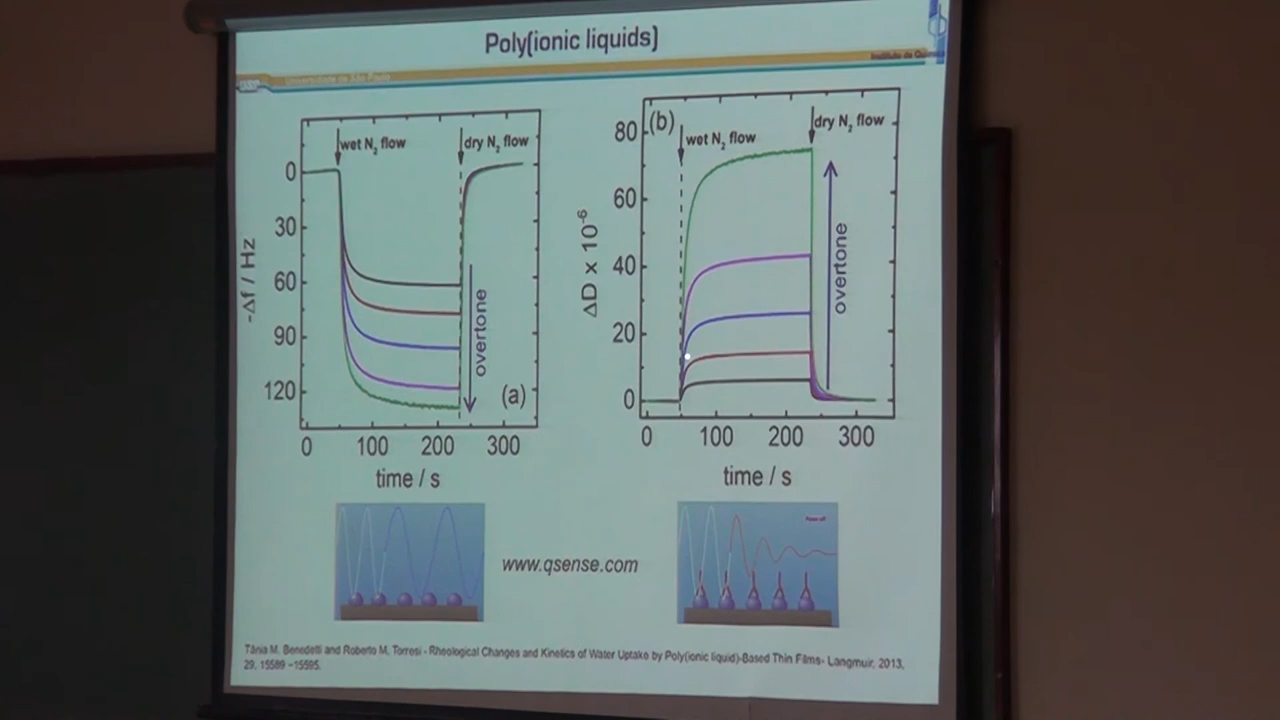 Poly(ionic liquids)
Universidade de São Paulo
Instituto de Química
wet N2 flow
dry N2 flow
0
30
60
90
120
-Δf / Hz
overtone
(a)
0 100 200 300
time / s
(b)
wet N2 flow
dry N2 flow
80
60
40
20
0
ΔD x 10-6
overtone
0 100 200 300
time / s
www.qsense.com
Tânia M. Benedetti and Roberto M. Torresi - Rheological Changes and Kinetics of Water Uptake by Poly(ionic liquid)-Based Thin Films- Langmuir, 2013,
29, 15589 –15595.